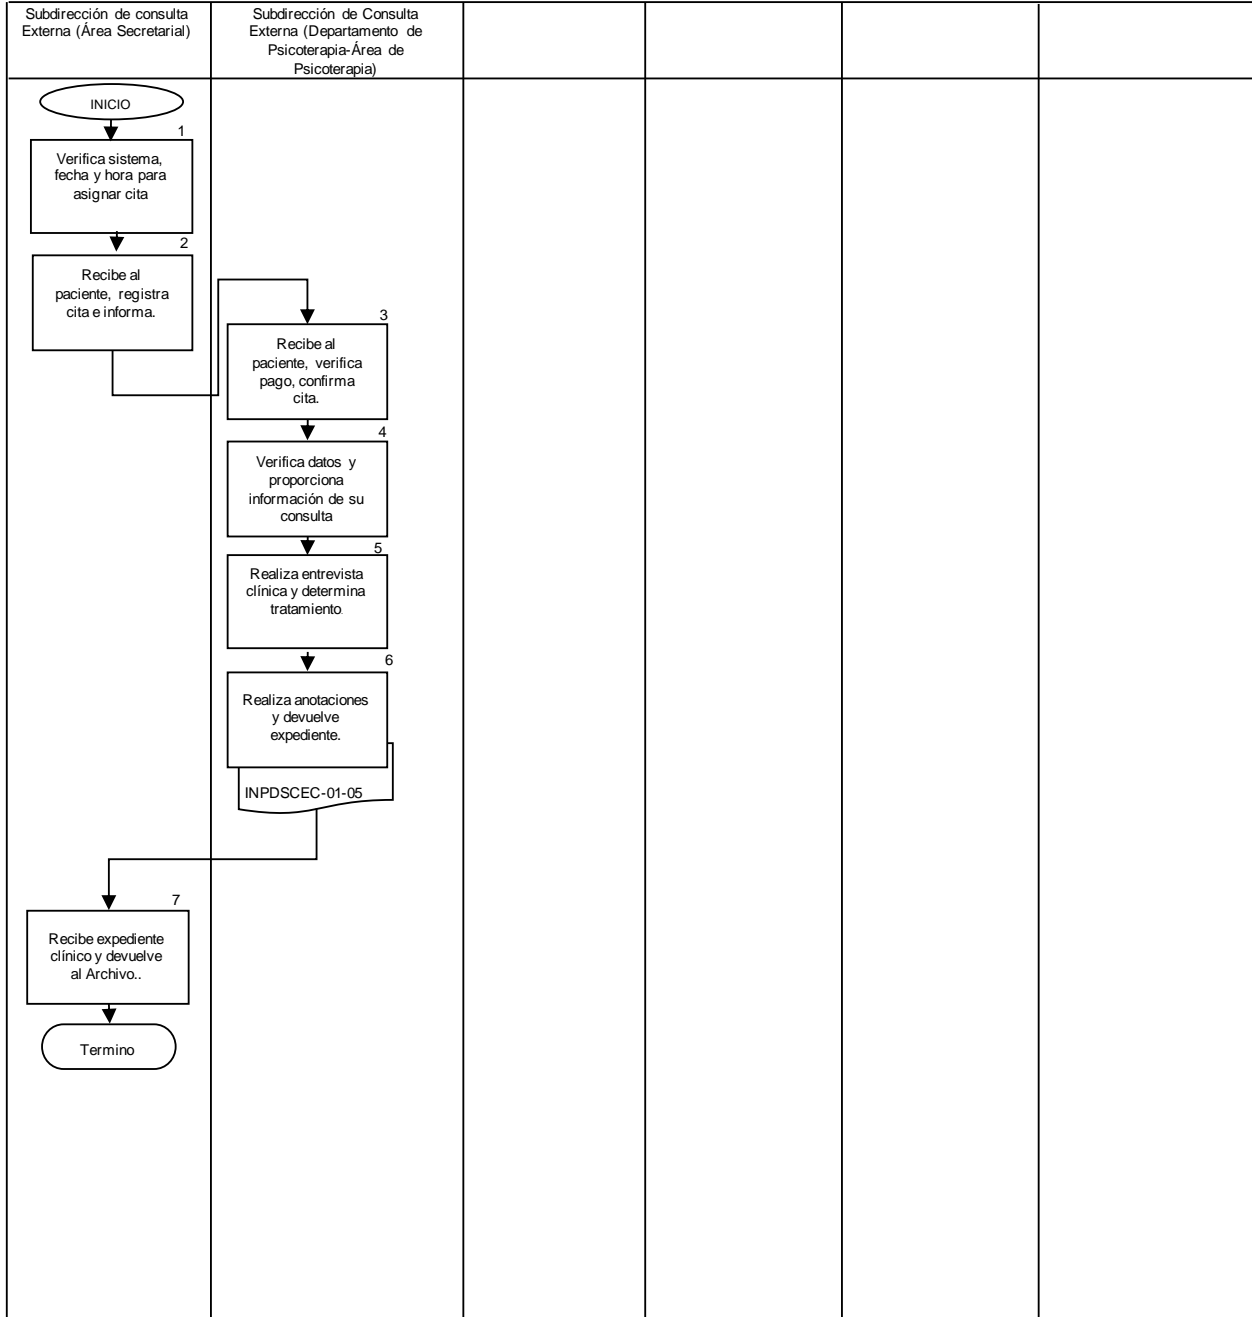 Subdirección de consulta
Externa (Área Secretarial)
Subdirección de Consulta
Externa (Departamento de
Psicoterapia-Área de
Psicoterapia)
INICIO
1
Verifica sistema,
fecha y hora para
asignar cita
2
Recibe al
paciente, registra
cita e informa.
3
Recibe al
paciente, verifica
pago, confirma
cita.
4
Verifica datos y
proporciona
información de su
consulta
5
Realiza entrevista
clínica y determina
tratamiento.
6
Realiza anotaciones
y devuelve
expediente.
INPDSCEC-01-05
7
Recibe expediente
clínico y devuelve
al Archivo..
Termino